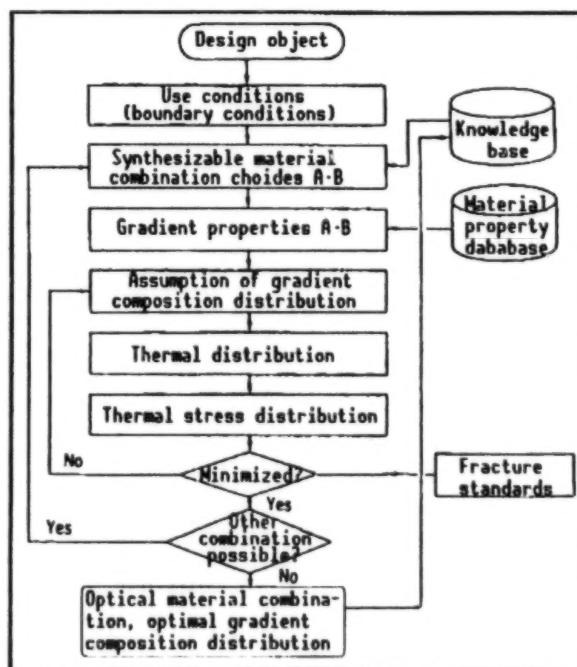 Design object
Use conditions
(boundary conditions)
Knowledge
base
Synthesizable material
combination choides A·B
Material
property
dababase
Gradient properties A·B
Assumption of gradient
composition distribution
Thermal distribution
Thermal stress distribution
No
Minimized?
Fracture
standards
Yes
Yes
Other
combination
possible?
No
Optical material combina-
tion, optimal gradient
composition distribution